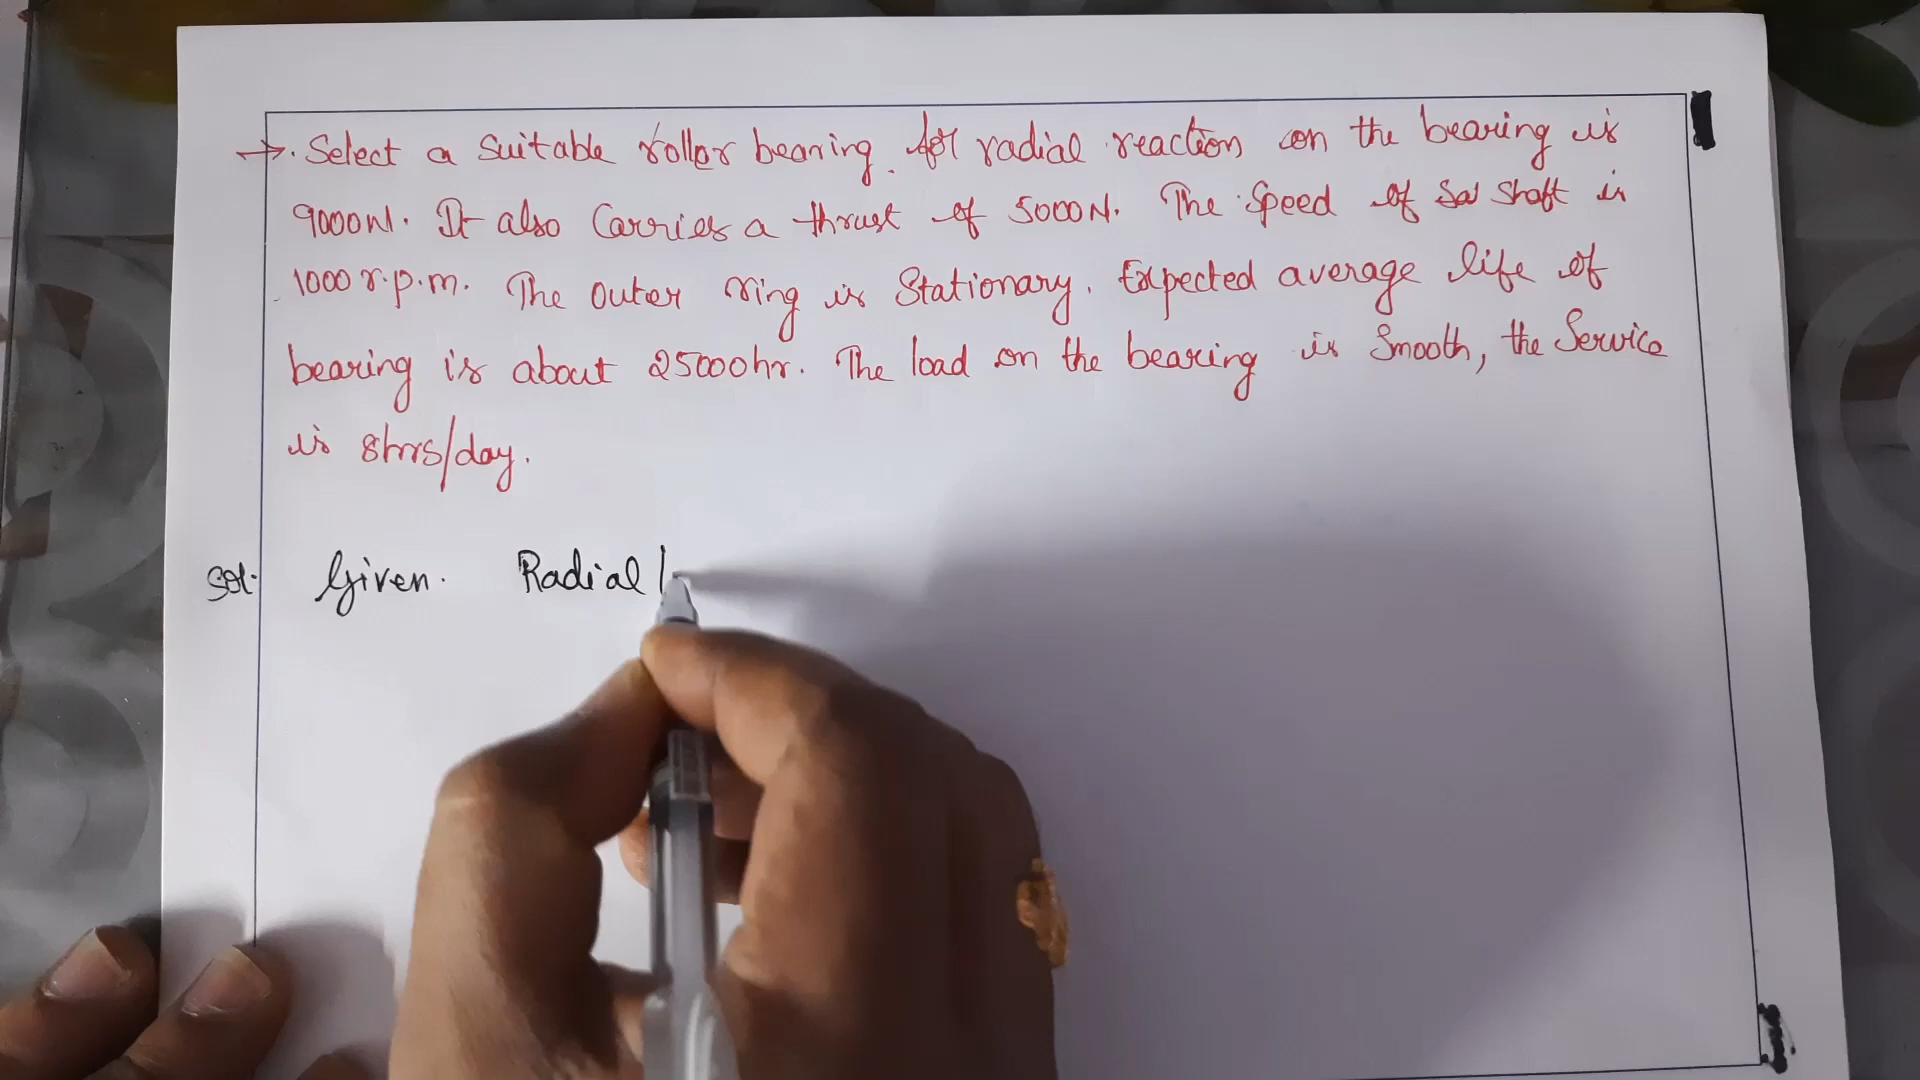 →. Select a suitable roller bearing. for radial reaction on the bearing is
9000N. It also carries a thrust of 5000N. The Speed of shaft is
1000 r.p.m. The outer ring is Stationary. Expected average life of
bearing is about 25000hr. The load on the bearing is Smooth, the Service
is 8hrs/day.
Sol. Given. Radial